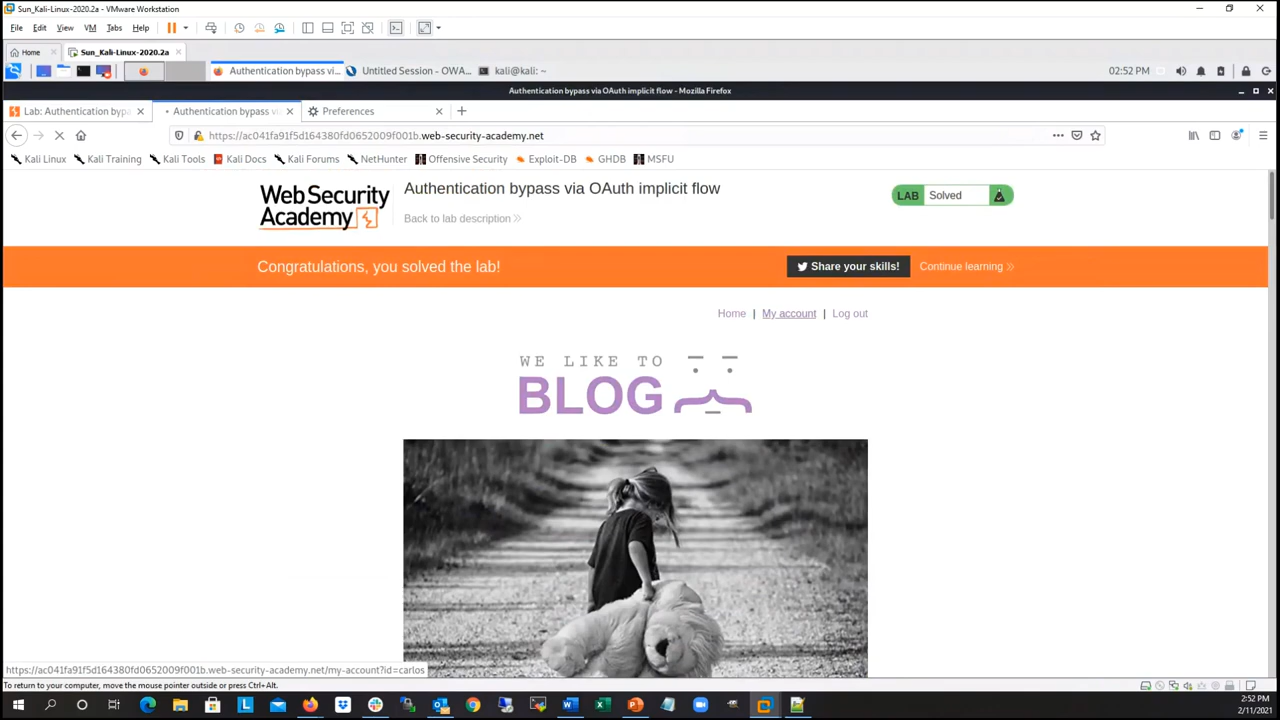 Sun_Kali-Linux-2020.2a - VMware Workstation
File Edit View VM Tabs Help
Home Sun_Kali-Linux-2020.2a
Authentication bypass vi... Untitled Session - OWA... kali@kali: ~ 02:52 PM
Authentication bypass via OAuth implicit flow - Mozilla Firefox
Lab: Authentication bypa Authentication bypass vi Preferences
https://ac041fa91f5d164380fd0652009f001b.web-security-academy.net
Kali Linux Kali Training Kali Tools Kali Docs Kali Forums NetHunter Offensive Security Exploit-DB GHDB MSFU
Web Security Academy
Authentication bypass via OAuth implicit flow
Back to lab description
LAB Solved
Congratulations, you solved the lab! Share your skills! Continue learning
Home | My account | Log out
WE LIKE TO
BLOG
https://ac041fa91f5d164380fd0652009f001b.web-security-academy.net/my-account?id=carlos
To return to your computer, move the mouse pointer outside or press Ctrl+Alt.
2:52 PM
2/11/2021